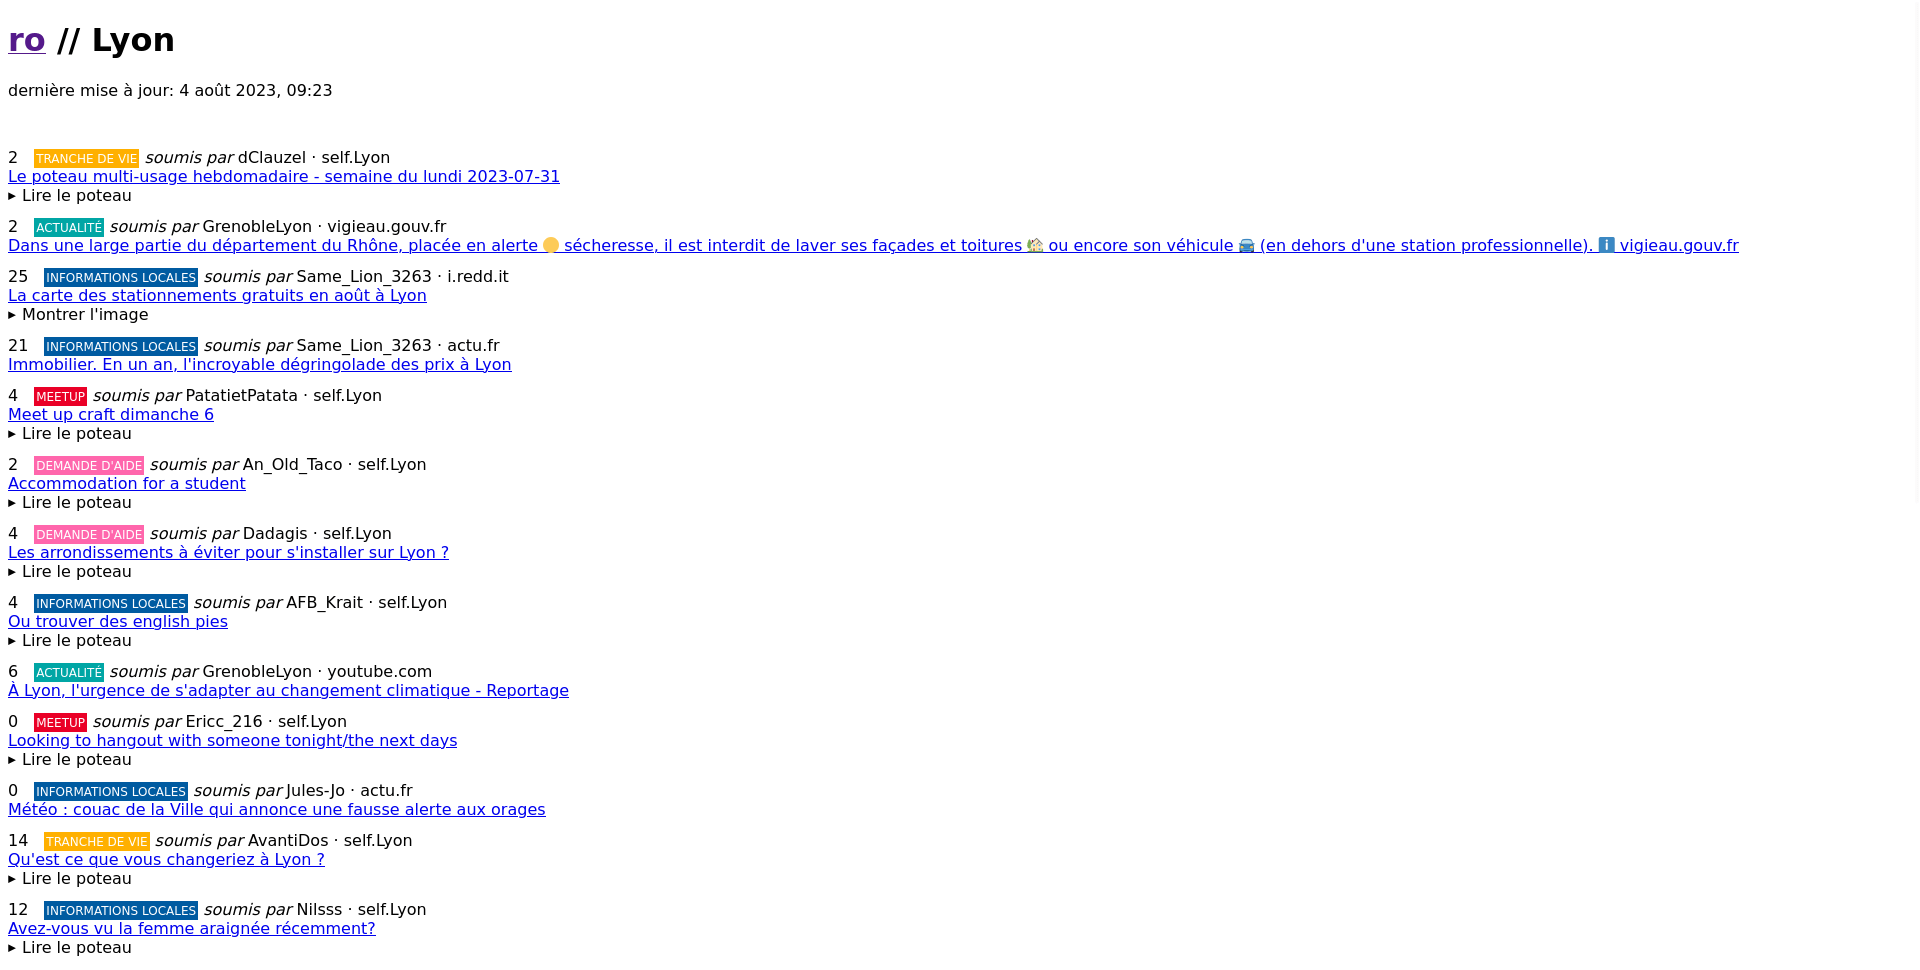 ro // Lyon
dernière mise à jour: 4 août 2023, 09:23
2 TRANCHE DE VIE soumis par dClauzel · self.Lyon
Le poteau multi-usage hebdomadaire - semaine du lundi 2023-07-31
▸ Lire le poteau
2 ACTUALITÉ soumis par GrenobleLyon · vigieau.gouv.fr
Dans une large partie du département du Rhône, placée en alerte 🟡 sécheresse, il est interdit de laver ses façades et toitures 🏡 ou encore son véhicule 🚘 (en dehors d'une station professionnelle). ℹ️ vigieau.gouv.fr
25 INFORMATIONS LOCALES soumis par Same_Lion_3263 · i.redd.it
La carte des stationnements gratuits en août à Lyon
▸ Montrer l'image
21 INFORMATIONS LOCALES soumis par Same_Lion_3263 · actu.fr
Immobilier. En un an, l'incroyable dégringolade des prix à Lyon
4 MEETUP soumis par PatatietPatata · self.Lyon
Meet up craft dimanche 6
▸ Lire le poteau
2 DEMANDE D'AIDE soumis par An_Old_Taco · self.Lyon
Accommodation for a student
▸ Lire le poteau
4 DEMANDE D'AIDE soumis par Dadagis · self.Lyon
Les arrondissements à éviter pour s'installer sur Lyon ?
▸ Lire le poteau
4 INFORMATIONS LOCALES soumis par AFB_Krait · self.Lyon
Ou trouver des english pies
▸ Lire le poteau
6 ACTUALITÉ soumis par GrenobleLyon · youtube.com
À Lyon, l'urgence de s'adapter au changement climatique - Reportage
0 MEETUP soumis par Ericc_216 · self.Lyon
Looking to hangout with someone tonight/the next days
▸ Lire le poteau
0 INFORMATIONS LOCALES soumis par Jules-Jo · actu.fr
Météo : couac de la Ville qui annonce une fausse alerte aux orages
14 TRANCHE DE VIE soumis par AvantiDos · self.Lyon
Qu'est ce que vous changeriez à Lyon ?
▸ Lire le poteau
12 INFORMATIONS LOCALES soumis par Nilsss · self.Lyon
Avez-vous vu la femme araignée récemment?
▸ Lire le poteau